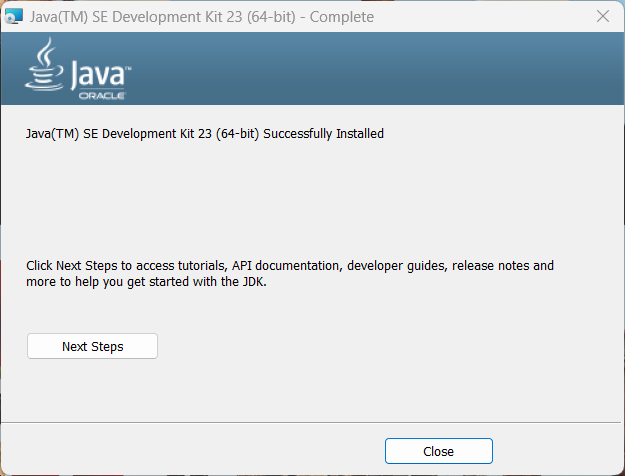 Java(TM) SE Development Kit 23 (64-bit) - Complete
Java™
ORACLE
Java(TM) SE Development Kit 23 (64-bit) Successfully Installed
Click Next Steps to access tutorials, API documentation, developer guides, release notes and
more to help you get started with the JDK.
Next Steps
Close